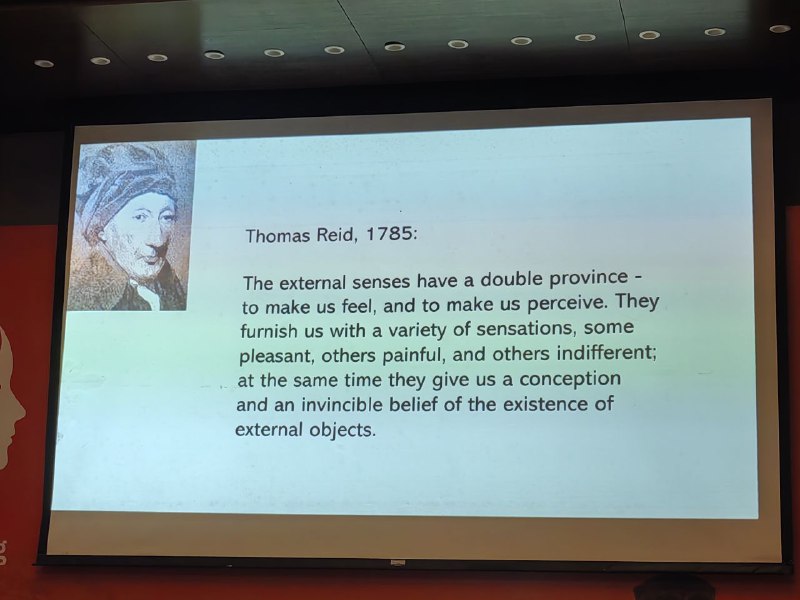 Thomas Reid, 1785:
The external senses have a double province -
to make us feel, and to make us perceive. They
furnish us with a variety of sensations, some
pleasant, others painful, and others indifferent;
at the same time they give us a conception
and an invincible belief of the existence of
external objects.